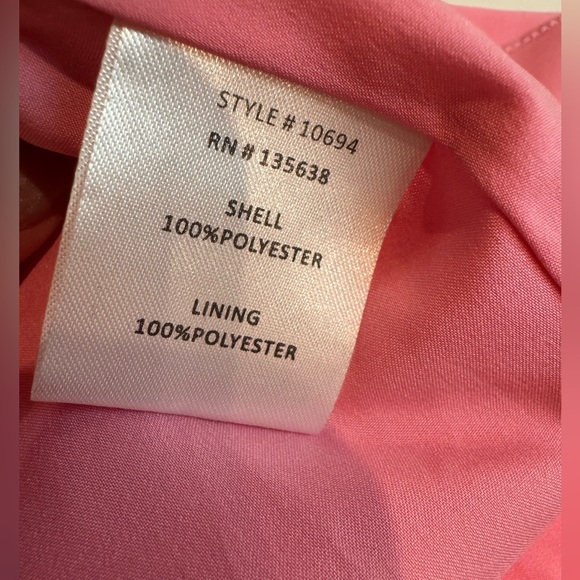 STYLE # 10694
RN # 135638
SHELL
100%POLYESTER
LINING
100%POLYESTER